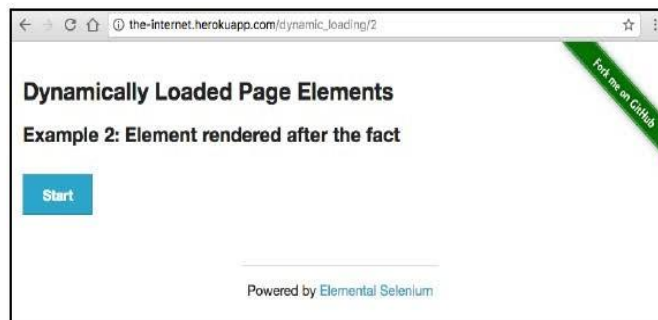 the-internet.herokuapp.com/dynamic_loading/2
Fork me on GitHub
Dynamically Loaded Page Elements
Example 2: Element rendered after the fact
Start
Powered by Elemental Selenium